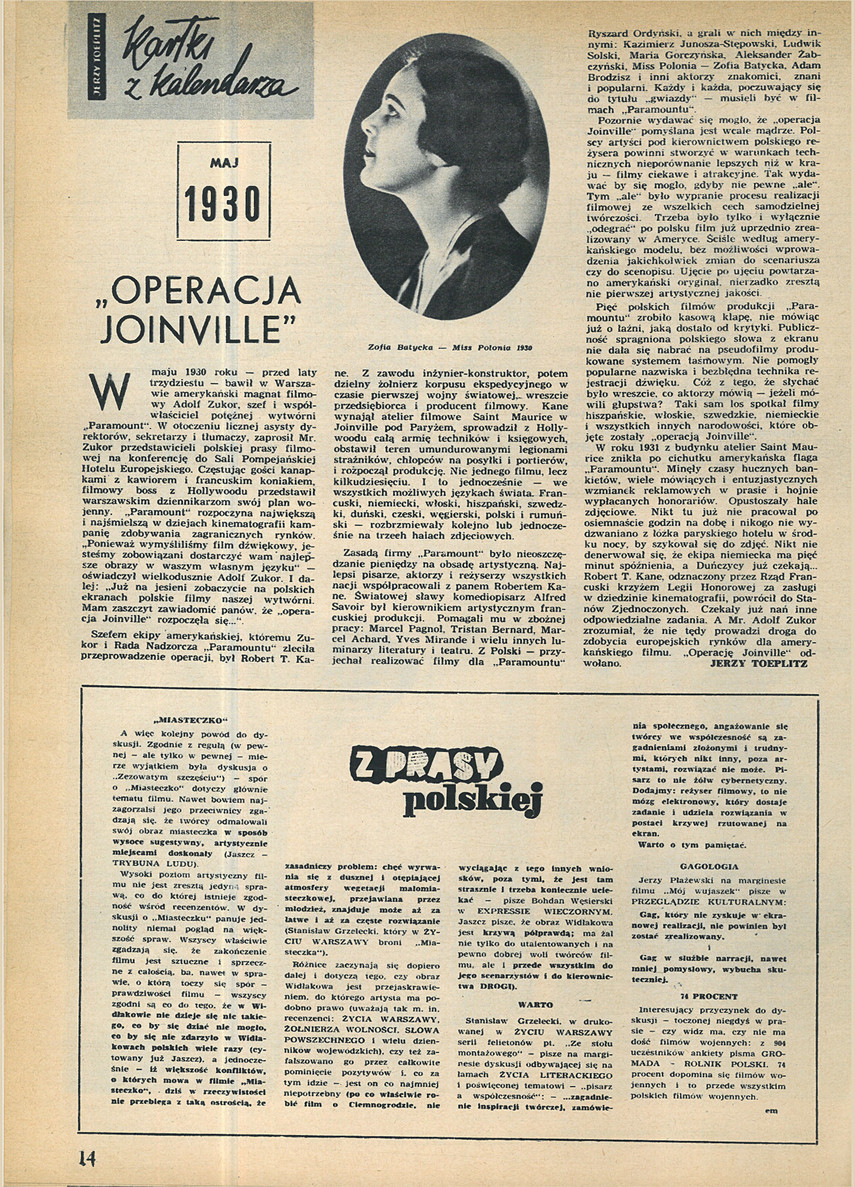 JERZY TOEPLITZ
Kartki
z kalendarza
MAJ
1930
„OPERACJA
JOINVILLE”
Zofia Batycka — Miss Polonia 1930
W maju 1930 roku — przed laty
trzydziestu — bawił w Warsza-
wie amerykański magnat filmo-
wy Adolf Zukor, szef i współ-
właściciel potężnej wytwórni
„Paramount“. W otoczeniu licznej asysty dy-
rektorów, sekretarzy i tłumaczy, zaprosił Mr.
Zukor przedstawicieli polskiej prasy filmo-
wej na konferencję do Sali Pompejańskiej
Hotelu Europejskiego. Częstując gości kanap-
kami z kawiorem i francuskim koniakiem,
filmowy boss z Hollywoodu przedstawił
warszawskim dziennikarzom swój plan wo-
jenny. „Paramount“ rozpoczyna największą
i najśmielszą w dziejach kinematografii kam-
panię zdobywania zagranicznych rynków.
„Ponieważ wymyśliliśmy film dźwiękowy, je-
steśmy zobowiązani dostarczyć wam najlep-
sze obrazy w waszym własnym języku“ —
oświadczył wielkodusznie Adolf Zukor. I da-
lej: „Już na jesieni zobaczycie na polskich
ekranach polskie filmy naszej wytwórni.
Mam zaszczyt zawiadomić panów, że „opera-
cja Joinville“ rozpoczęła się...“.
Szefem ekipy amerykańskiej, któremu Zu-
kor i Rada Nadzorcza „Paramountu“ zleciła
przeprowadzenie operacji, był Robert T. Ka-
ne. Z zawodu inżynier-konstruktor, potem
dzielny żołnierz korpusu ekspedycyjnego w
czasie pierwszej wojny światowej, wreszcie
przedsiębiorca i producent filmowy. Kane
wynajął atelier filmowe Saint Maurice w
Joinville pod Paryżem, sprowadził z Holly-
woodu całą armię techników i księgowych,
obstawił teren umundurowanymi legionami
strażników, chłopców na posyłki i portierów,
i rozpoczął produkcję. Nie jednego filmu, lecz
kilkudziesięciu. I to jednocześnie — we
wszystkich możliwych językach świata. Fran-
cuski, niemiecki, włoski, hiszpański, szwedz-
ki, duński, czeski, węgierski, polski i rumuń-
ski — rozbrzmiewały kolejno lub jednocze-
śnie na trzech halach zdjęciowych.
Zasadą firmy „Paramount“ było nieoszczę-
dzanie pieniędzy na obsadę artystyczną. Naj-
lepsi pisarze, aktorzy i reżyserzy wszystkich
nacji współpracowali z panem Robertem Ka-
ne. Światowej sławy komediopisarz Alfred
Savoir był kierownikiem artystycznym fran-
cuskiej produkcji. Pomagali mu w zbożnej
pracy: Marcel Pagnol, Tristan Bernard, Mar-
cel Achard, Yves Mirande i wielu innych lu-
minarzy literatury i teatru. Z Polski — przy-
jechał realizować filmy dla „Paramountu“
Ryszard Ordyński, a grali w nich między in-
nymi: Kazimierz Junosza-Stępowski, Ludwik
Solski, Maria Gorczyńska, Aleksander Żab-
czyński, Miss Polonia — Zofia Batycka, Adam
Brodzisz i inni aktorzy znakomici, znani
i popularni. Każdy i każda, poczuwający się
do tytułu „gwiazdy“ — musieli być w fil-
mach „Paramountu“.
Pozornie wydawać się mogło, że „operacja
Joinville“ pomyślana jest wcale mądrze. Pol-
scy artyści pod kierownictwem polskiego re-
żysera powinni stworzyć w warunkach tech-
nicznych nieporównanie lepszych niż w kra-
ju — filmy ciekawe i atrakcyjne. Tak wyda-
wać by się mogło, gdyby nie pewne „ale“.
Tym „ale“ było wypranie procesu realizacji
filmowej ze wszelkich cech samodzielnej
twórczości. Trzeba było tylko i wyłącznie
„odegrać“ po polsku film już uprzednio zrea-
lizowany w Ameryce. Ściśle według amery-
kańskiego modelu, bez możliwości wprowa-
dzenia jakichkolwiek zmian do scenariusza
czy do scenopisu. Ujęcie po ujęciu powtarza-
no amerykański oryginał, nierzadko zresztą
nie pierwszej artystycznej jakości.
Pięć polskich filmów produkcji „Para-
mountu“ zrobiło kasową klapę, nie mówiąc
już o łaźni, jaką dostało od krytyki. Publicz-
ność spragniona polskiego słowa z ekranu
nie dała się nabrać na pseudofilmy produ-
kowane systemem taśmowym. Nie pomogły
popularne nazwiska i bezbłędna technika re-
jestracji dźwięku. Cóż z tego, że słychać
było wreszcie, co aktorzy mówią — jeżeli mó-
wili głupstwa? Taki sam los spotkał filmy
hiszpańskie, włoskie, szwedzkie, niemieckie
i wszystkich innych narodowości, które ob-
jęte zostały „operacją Joinville“.
W roku 1931 z budynku atelier Saint Mau-
rice znikła po cichutku amerykańska flaga
„Paramountu“. Minęły czasy hucznych ban-
kietów, wiele mówiących i entuzjastycznych
wzmianek reklamowych w prasie i hojnie
wypłacanych honorariów. Opustoszały hale
zdjęciowe. Nikt tu już nie pracował po
osiemnaście godzin na dobę i nikogo nie wy-
dzwaniano z łóżka paryskiego hotelu w środ-
ku nocy, by szykował się do zdjęć. Nikt nie
denerwował się, że ekipa niemiecka ma pięć
minut spóźnienia, a Duńczycy już czekają...
Robert T. Kane, odznaczony przez Rząd Fran-
cuski krzyżem Legii Honorowej za zasługi
w dziedzinie kinematografii, powrócił do Sta-
nów Zjednoczonych. Czekały już nań inne
odpowiedzialne zadania. A Mr. Adolf Zukor
zrozumiał, że nie tędy prowadzi droga do
zdobycia europejskich rynków dla amery-
kańskiego filmu. „Operację Joinville“ od-
wołano. JERZY TOEPLITZ
Z PRASY
polskiej
„MIASTECZKO“
A więc kolejny powód do dy-
skusji. Zgodnie z regułą (w pew-
nej — ale tylko w pewnej — mie-
rze wyjątkiem była dyskusja o
„Zezowatym szczęściu“) — spór
o „Miasteczko“ dotyczy głównie
tematu filmu. Nawet bowiem naj-
zagorzalsi jego przeciwnicy zga-
dzają się, że twórcy odmalowali
swój obraz miasteczka w sposób
wysoce sugestywny, artystycznie
miejscami doskonały (Jaszcz —
TRYBUNA LUDU).
Wysoki poziom artystyczny fil-
mu nie jest zresztą jedyną spra-
wą, co do której istnieje zgod-
ność wśród recenzentów. W dy-
skusji o „Miasteczku“ panuje jed-
nolity niemal pogląd na więk-
szość spraw. Wszyscy właściwie
zgadzają się, że zakończenie
filmu jest sztuczne i sprzecz-
ne z całością, ba, nawet w spra-
wie, o którą toczy się spór —
prawdziwości filmu — wszyscy
zgodni są co do tego, że w Wi-
dłakowie nie dzieje się nic takie-
go, co by się dziać nie mogło,
co by się nie zdarzyło w Widła-
kowach polskich wiele razy (cy-
towany już Jaszcz), a jednocze-
śnie — iż większość konfliktów,
o których mowa w filmie „Mia-
steczko“, dziś w rzeczywistości
nie przebiega z taką ostrością, że
zasadniczy problem: chęć wyrwa-
nia się z dusznej i otępiającej
atmosfery wegetacji małomia-
steczkowej, przejawiana przez
młodzież, znajduje może aż za
łatwe i aż za częste rozwiązanie
(Stanisław Grzelecki, który w ŻY-
CIU WARSZAWY broni „Mia-
steczka“).
Różnice zaczynają się dopiero
dalej i dotyczą tego, czy obraz
Widłakowa jest przejaskrawie-
niem, do którego artysta ma po-
dobno prawo (uważają tak m. in.
recenzenci: ŻYCIA WARSZAWY,
ŻOŁNIERZA WOLNOŚCI, SŁOWA
POWSZECHNEGO i wielu dzien-
ników wojewódzkich), czy też za-
fałszowano go przez całkowite
pominięcie pozytywów i, co za
tym idzie — jest on co najmniej
niepotrzebny (po co właściwie ro-
bić film o Ciemnogrodzie, nie
wyciągając z tego innych wnio-
sków, poza tymi, że jest tam
strasznie i trzeba koniecznie ucie-
kać — pisze Bohdan Węsierski
w EXPRESSIE WIECZORNYM.
Jaszcz pisze, że obraz Widłakowa
jest krzywą półprawdą; ma żal
nie tylko do utalentowanych i na
pewno dobrej woli twórców fil-
mu, ale i przede wszystkim do
jego scenarzystów i do kierownic-
twa DROGI).
WARTO
Stanisław Grzelecki, w druko-
wanej w ŻYCIU WARSZAWY
serii felietonów pt. „Ze stołu
montażowego“ — pisze na margi-
nesie dyskusji odbywającej się na
łamach ŻYCIA LITERACKIEGO
i poświęconej tematowi — „pisarz
a współczesność“: — ...zagadnie-
nie inspiracji twórczej, zamówie-
nia społecznego, angażowanie się
twórcy we współczesność są za-
gadnieniami złożonymi i trudny-
mi, których nikt inny, poza ar-
tystami, rozwiązać nie może. Pi-
sarz to nie żółw cybernetyczny.
Dodajmy: reżyser filmowy, to nie
mózg elektronowy, który dostaje
zadanie i udziela rozwiązania w
postaci krzywej rzutowanej na
ekran.
Warto o tym pamiętać.
GAGOLOGIA
Jerzy Płażewski na marginesie
filmu „Mój wujaszek“ pisze w
PRZEGLĄDZIE KULTURALNYM:
Gag, który nie zyskuje w ekra-
nowej realizacji, nie powinien był
zostać zrealizowany.
i
Gag w służbie narracji, nawet
mniej pomysłowy, wybucha sku-
teczniej.
74 PROCENT
Interesujący przyczynek do dy-
skusji — toczonej niegdyś w pra-
sie — czy widz ma, czy nie ma
dość filmów wojennych: z 904
uczestników ankiety pisma GRO-
MADA — ROLNIK POLSKI, 74
procent dopomina się filmów wo-
jennych i to przede wszystkim
polskich filmów wojennych.
em
14